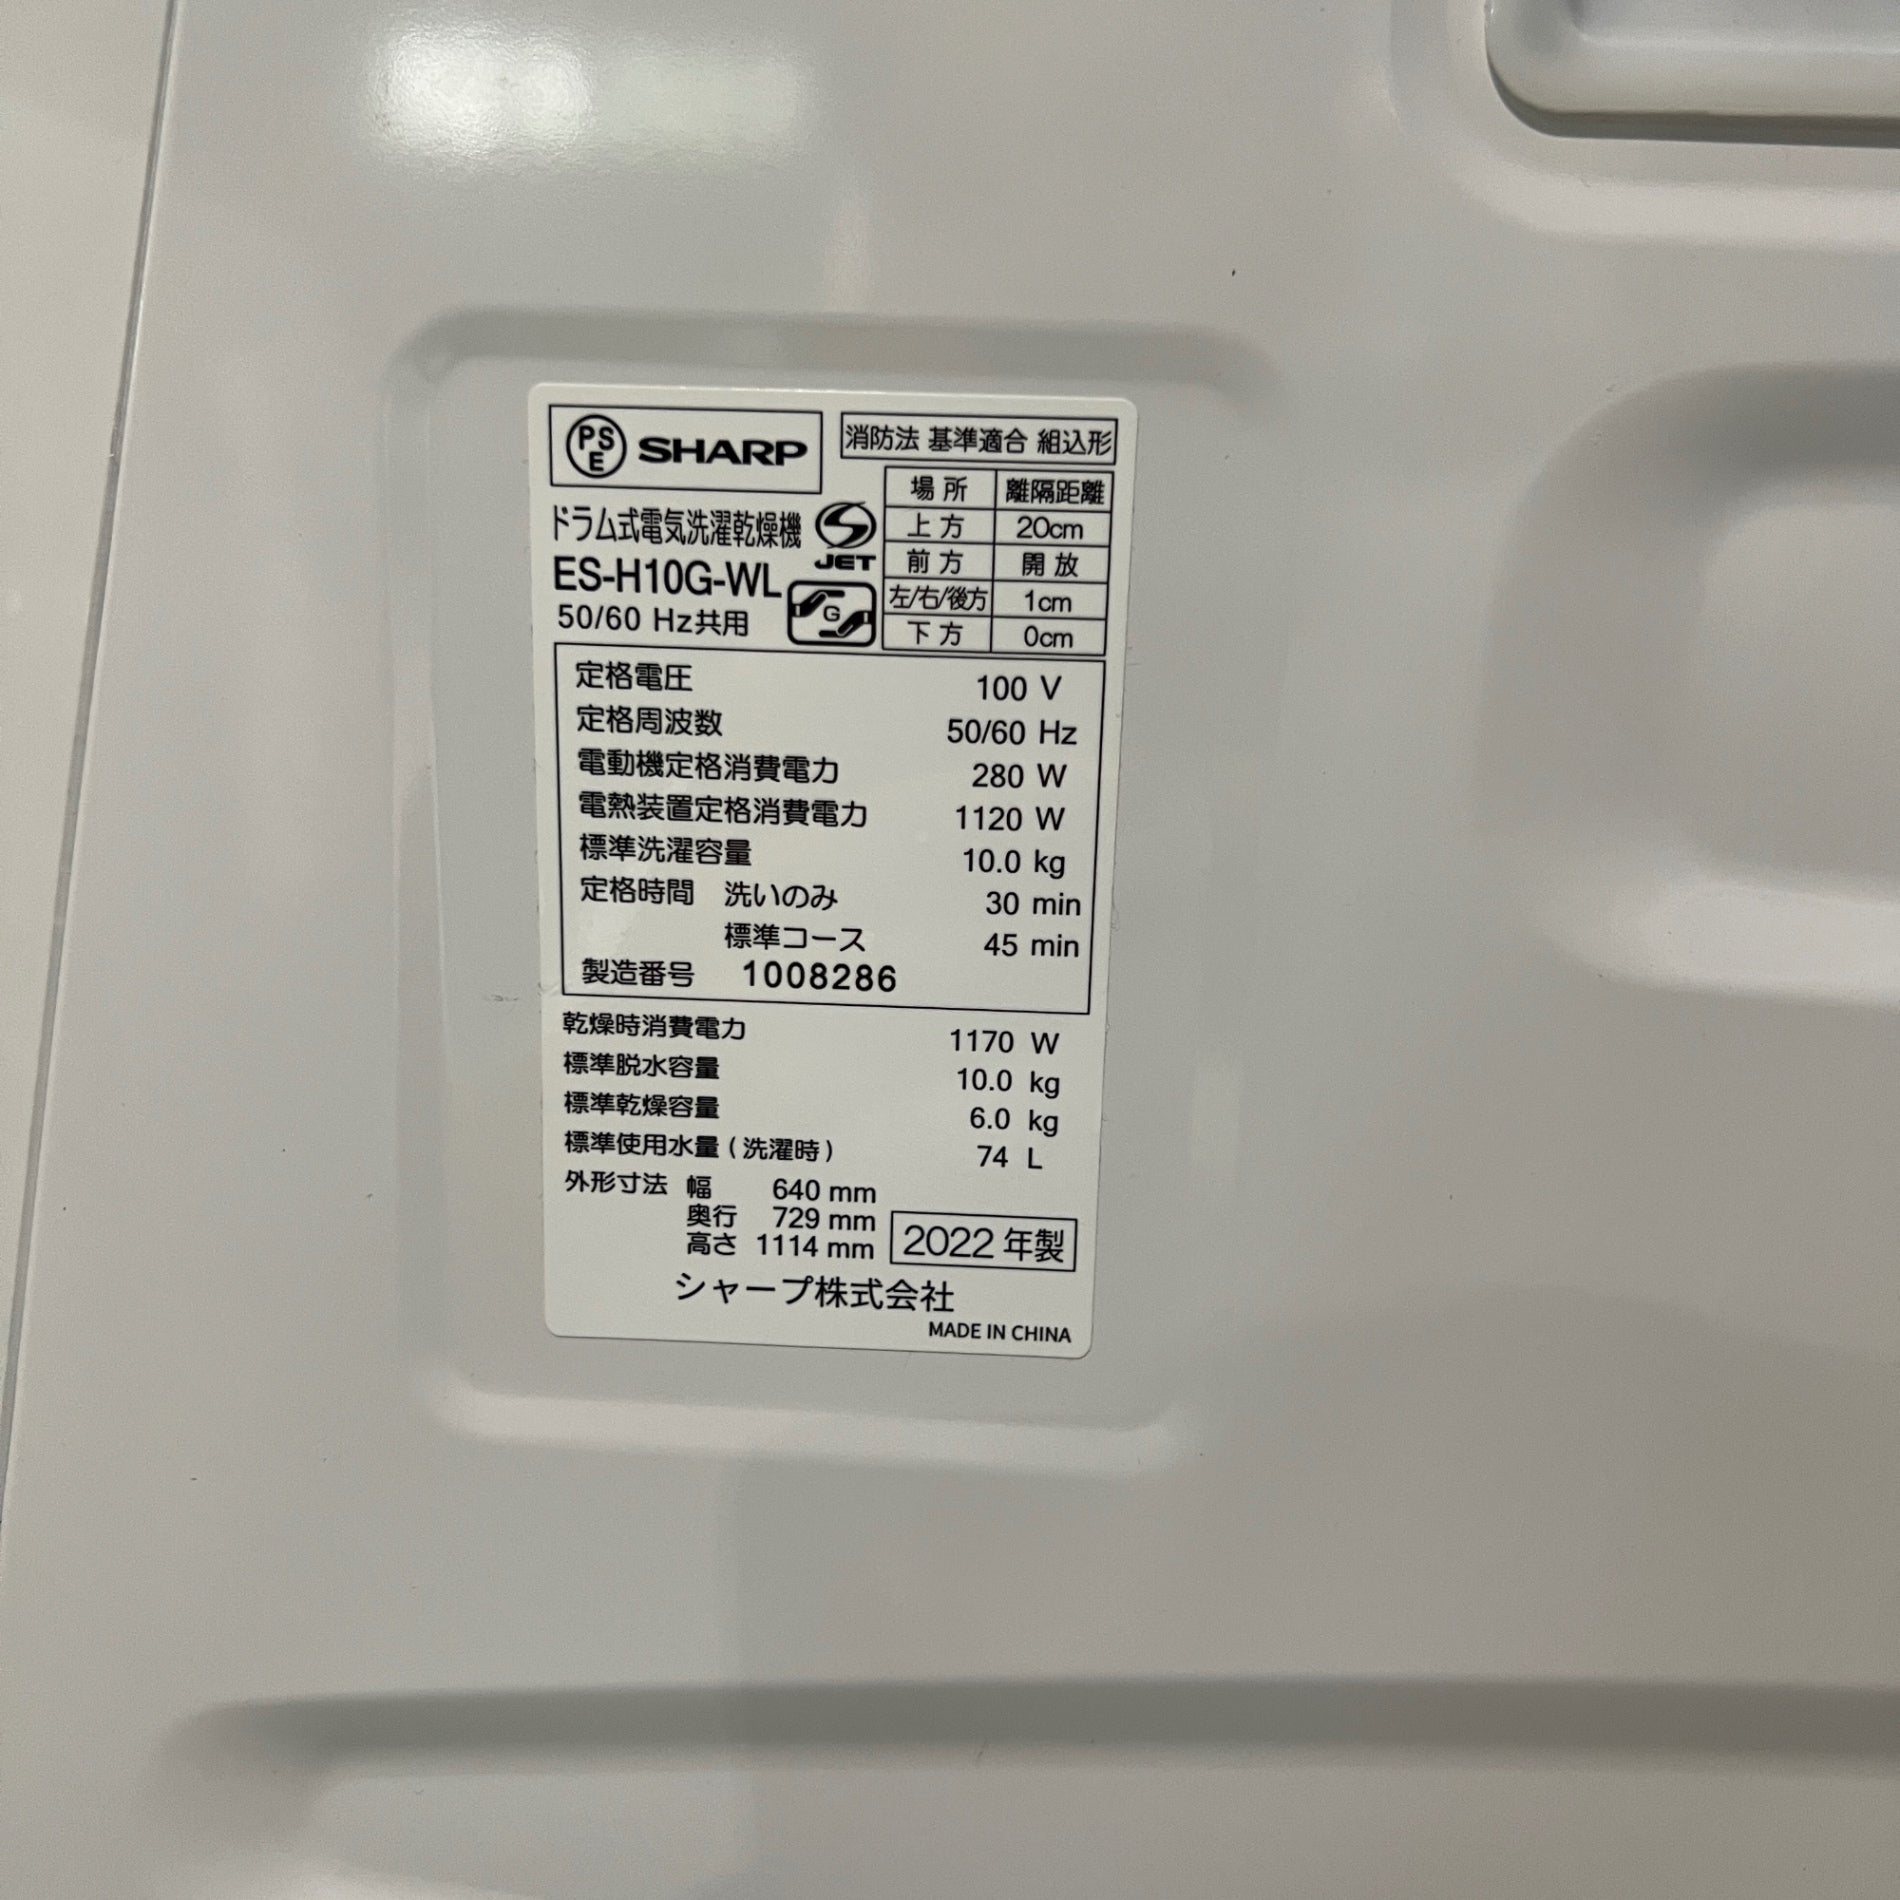 PSE SHARP
消防法 基準適合 組込形
場所 離隔距離
上方 20cm
前方 開放
左/右/後方 1cm
下方 0cm
ドラム式電気洗濯乾燥機
JET
ES-H10G-WL
G
50/60 Hz共用
定格電圧 100 V
定格周波数 50/60 Hz
電動機定格消費電力 280 W
電熱装置定格消費電力 1120 W
標準洗濯容量 10.0 kg
定格時間 洗いのみ 30 min
標準コース 45 min
製造番号 1008286
乾燥時消費電力 1170 W
標準脱水容量 10.0 kg
標準乾燥容量 6.0 kg
標準使用水量(洗濯時) 74 L
外形寸法 幅 640 mm
奥行 729 mm
高さ 1114 mm
2022 年製
シャープ株式会社
MADE IN CHINA